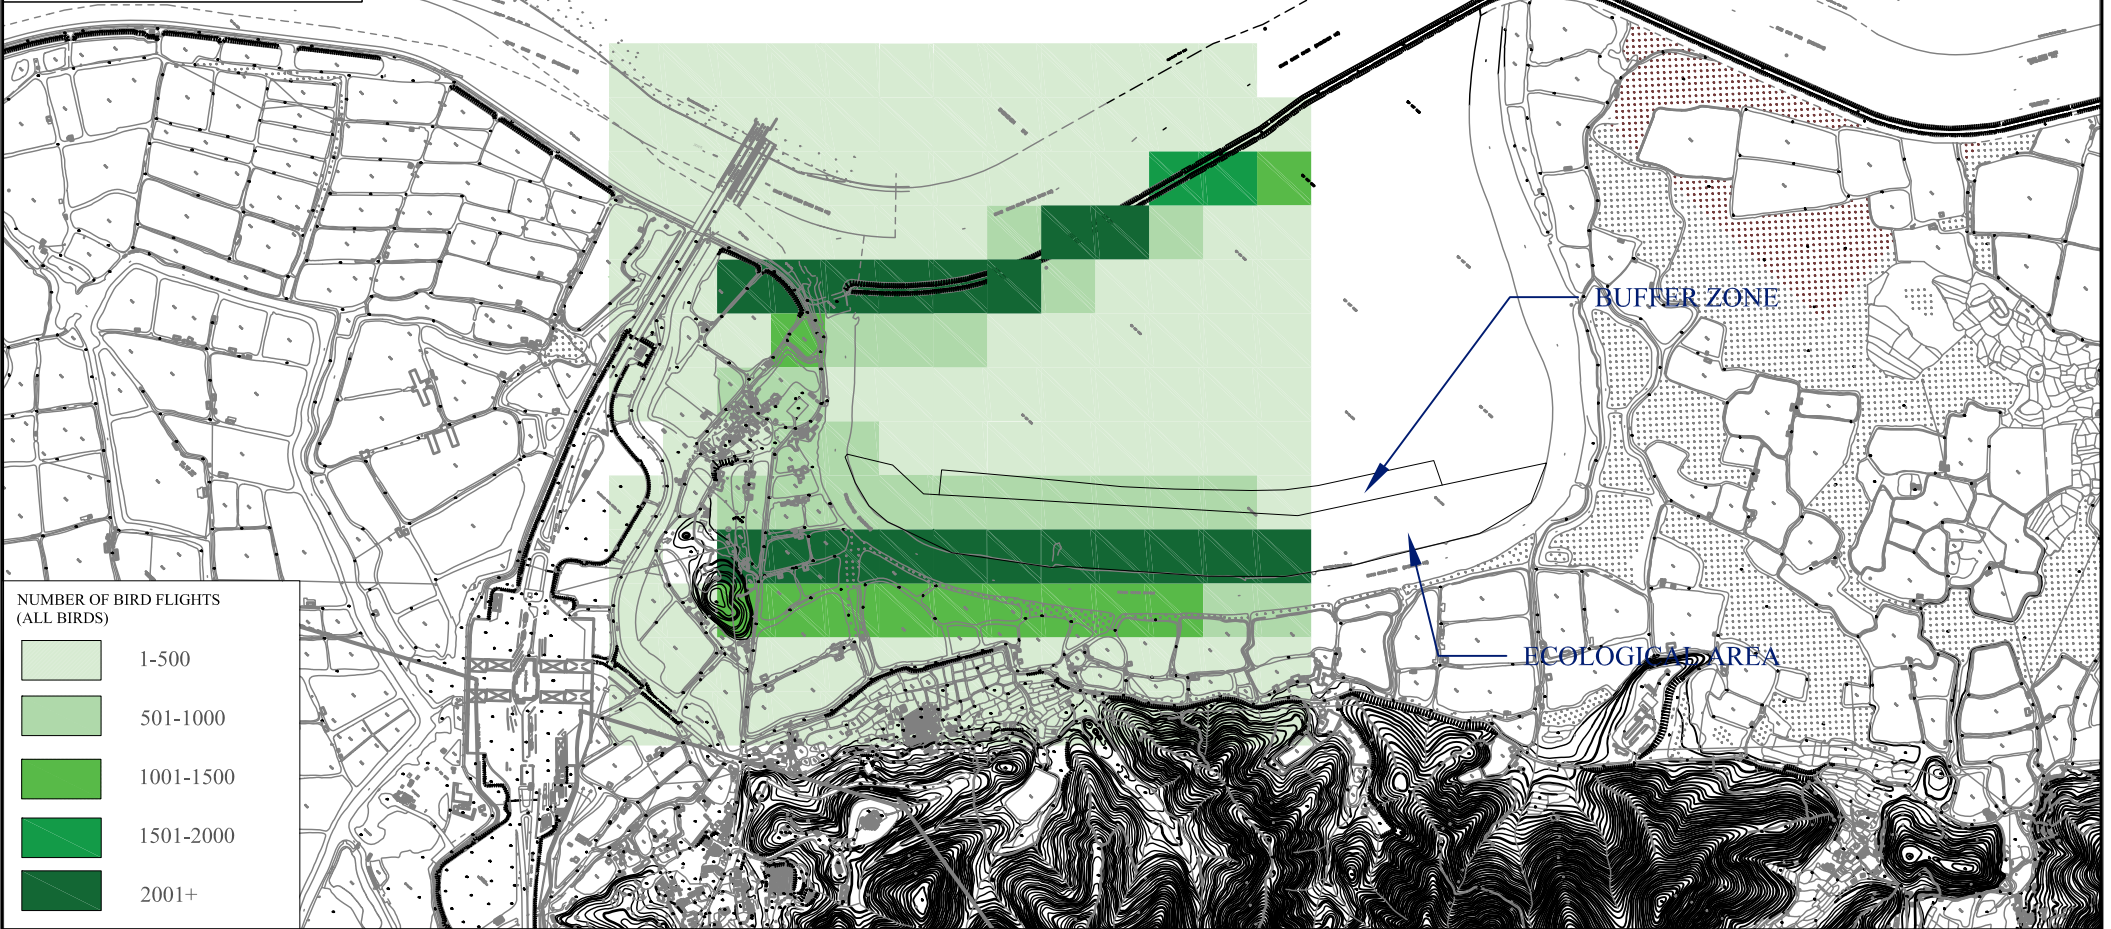 BUFFER ZONE
ECOLOGICAL AREA
NUMBER OF BIRD FLIGHTS
(ALL BIRDS)
1-500
501-1000
1001-1500
1501-2000
2001+